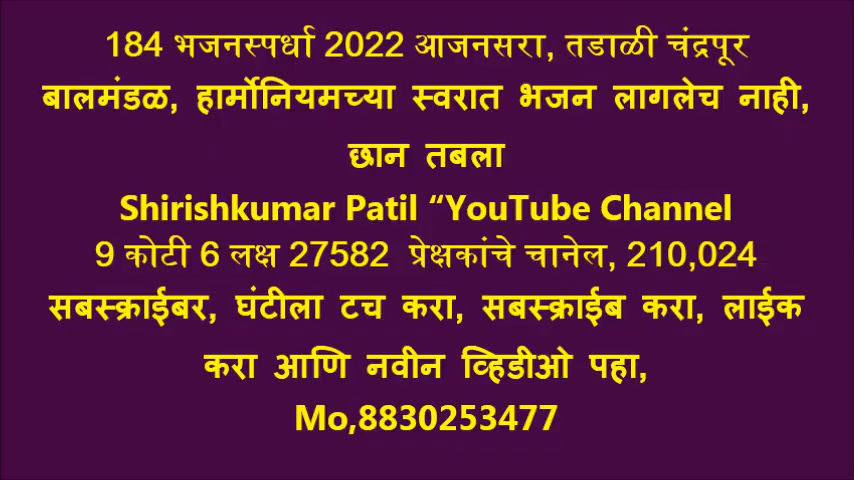 184 भजनस्पर्धा 2022 आजनसरा, तडाळी चंद्रपूर
बालमंडळ, हार्मोनियमच्या स्वरात भजन लागलेच नाही,
छान तबला
Shirishkumar Patil “YouTube Channel
9 कोटी 6 लक्ष 27582 प्रेक्षकांचे चानेल, 210,024
सबस्क्राईबर, घंटीला टच करा, सबस्क्राईब करा, लाईक
करा आणि नवीन व्हिडीओ पहा,
Mo,8830253477